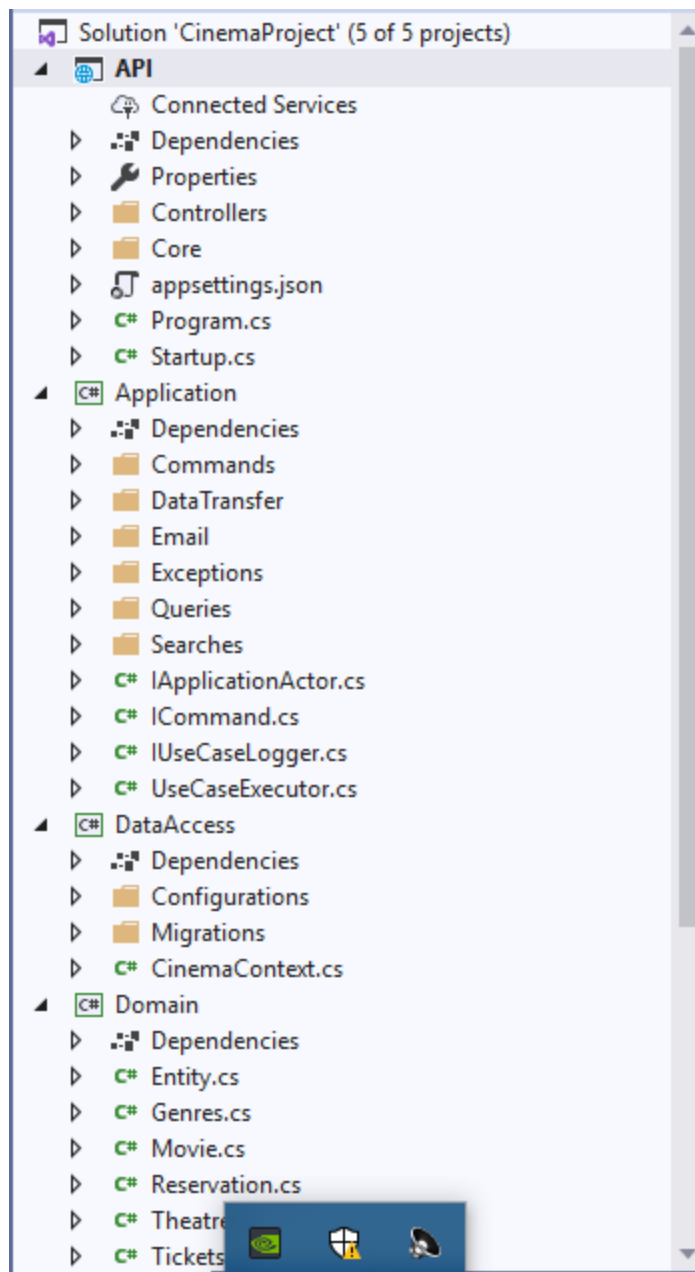 Solution 'CinemaProject' (5 of 5 projects)
API
Connected Services
Dependencies
Properties
Controllers
Core
appsettings.json
C# Program.cs
C# Startup.cs
C# Application
Dependencies
Commands
DataTransfer
Email
Exceptions
Queries
Searches
C# IApplicationActor.cs
C# ICommand.cs
C# IUseCaseLogger.cs
C# UseCaseExecutor.cs
C# DataAccess
Dependencies
Configurations
Migrations
C# CinemaContext.cs
C# Domain
Dependencies
C# Entity.cs
C# Genres.cs
C# Movie.cs
C# Reservation.cs
C# Theatre
C# Tickets